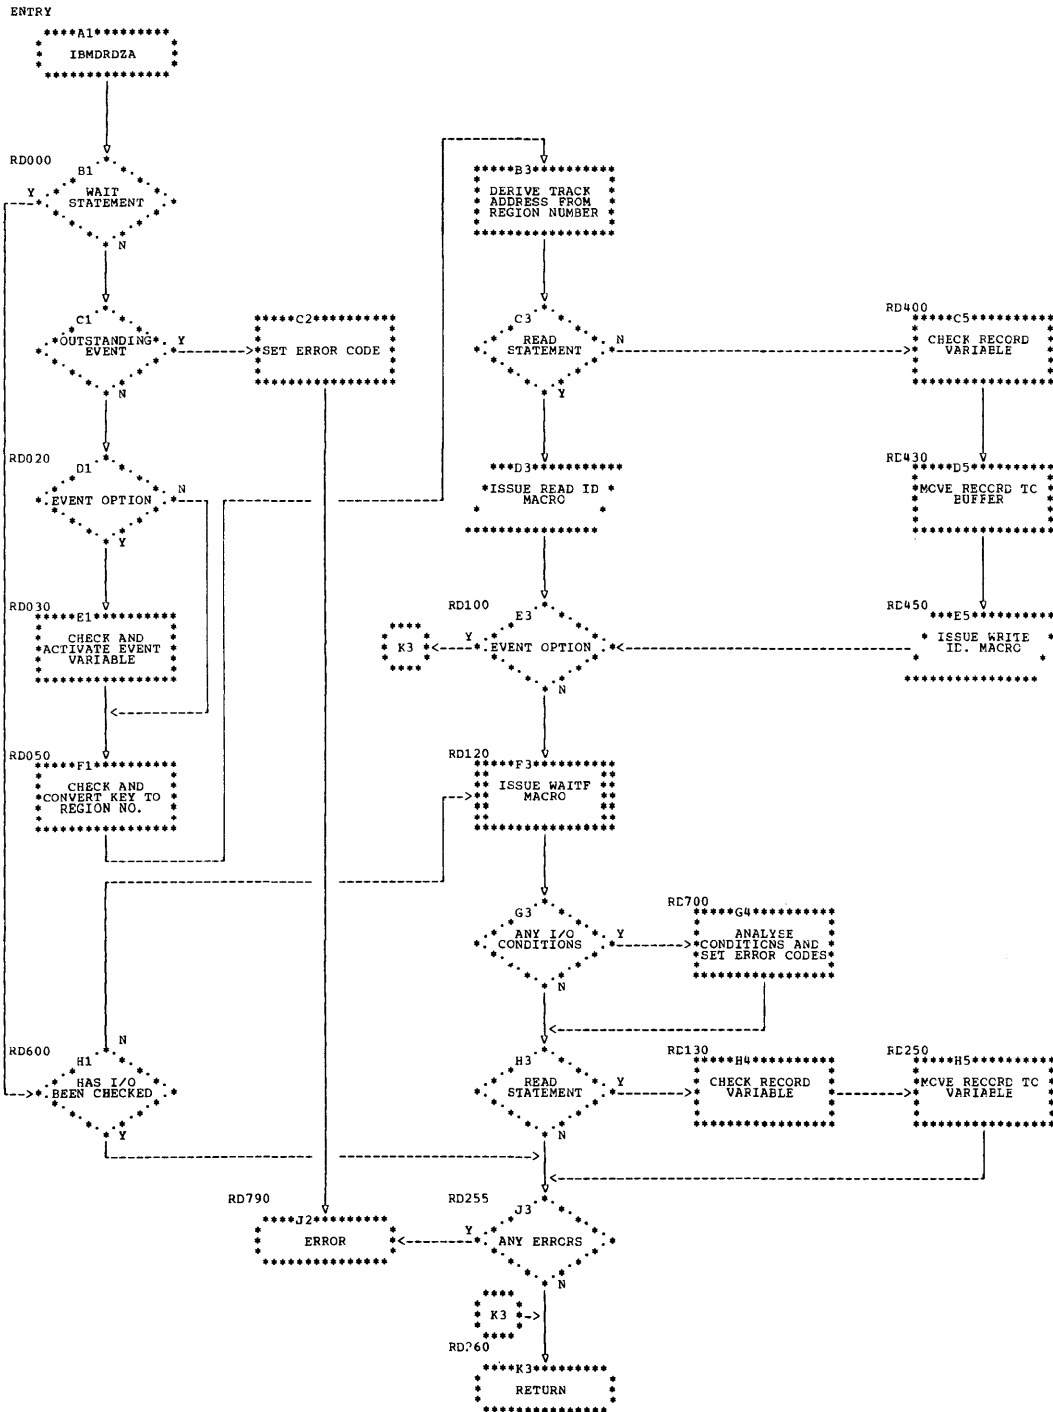 ENTRY
A1
IBMDRDZA
RD000
B1
Y
WAIT
STATEMENT
N
B3
DERIVE TRACK
ADDRESS FROM
REGION NUMBER
C1
OUTSTANDING
EVENT
Y
N
C2
SET ERROR CODE
C3
READ
STATEMENT
N
Y
RD400
C5
CHECK RECORD
VARIABLE
RD020
D1
EVENT OPTION
N
Y
D3
ISSUE READ ID
MACRO
RD430
D5
MOVE RECORD TO
BUFFER
RD030
E1
CHECK AND
ACTIVATE EVENT
VARIABLE
RD100
E3
K3
Y
EVENT OPTION
N
RD450
E5
ISSUE WRITE
ID. MACRO
RD050
F1
CHECK AND
CONVERT KEY TO
REGION NO.
RD120
F3
ISSUE WAITF
MACRO
G3
ANY I/O
CONDITIONS
Y
N
RD700
G4
ANALYSE
CONDITIONS AND
SET ERROR CODES
RD600
N
H1
HAS I/O
BEEN CHECKED
Y
H3
READ
STATEMENT
Y
N
RD130
H4
CHECK RECORD
VARIABLE
RD250
H5
MOVE RECORD TO
VARIABLE
RD790
J2
ERROR
RD255
J3
Y
ANY ERRORS
N
K3
K3
RETURN